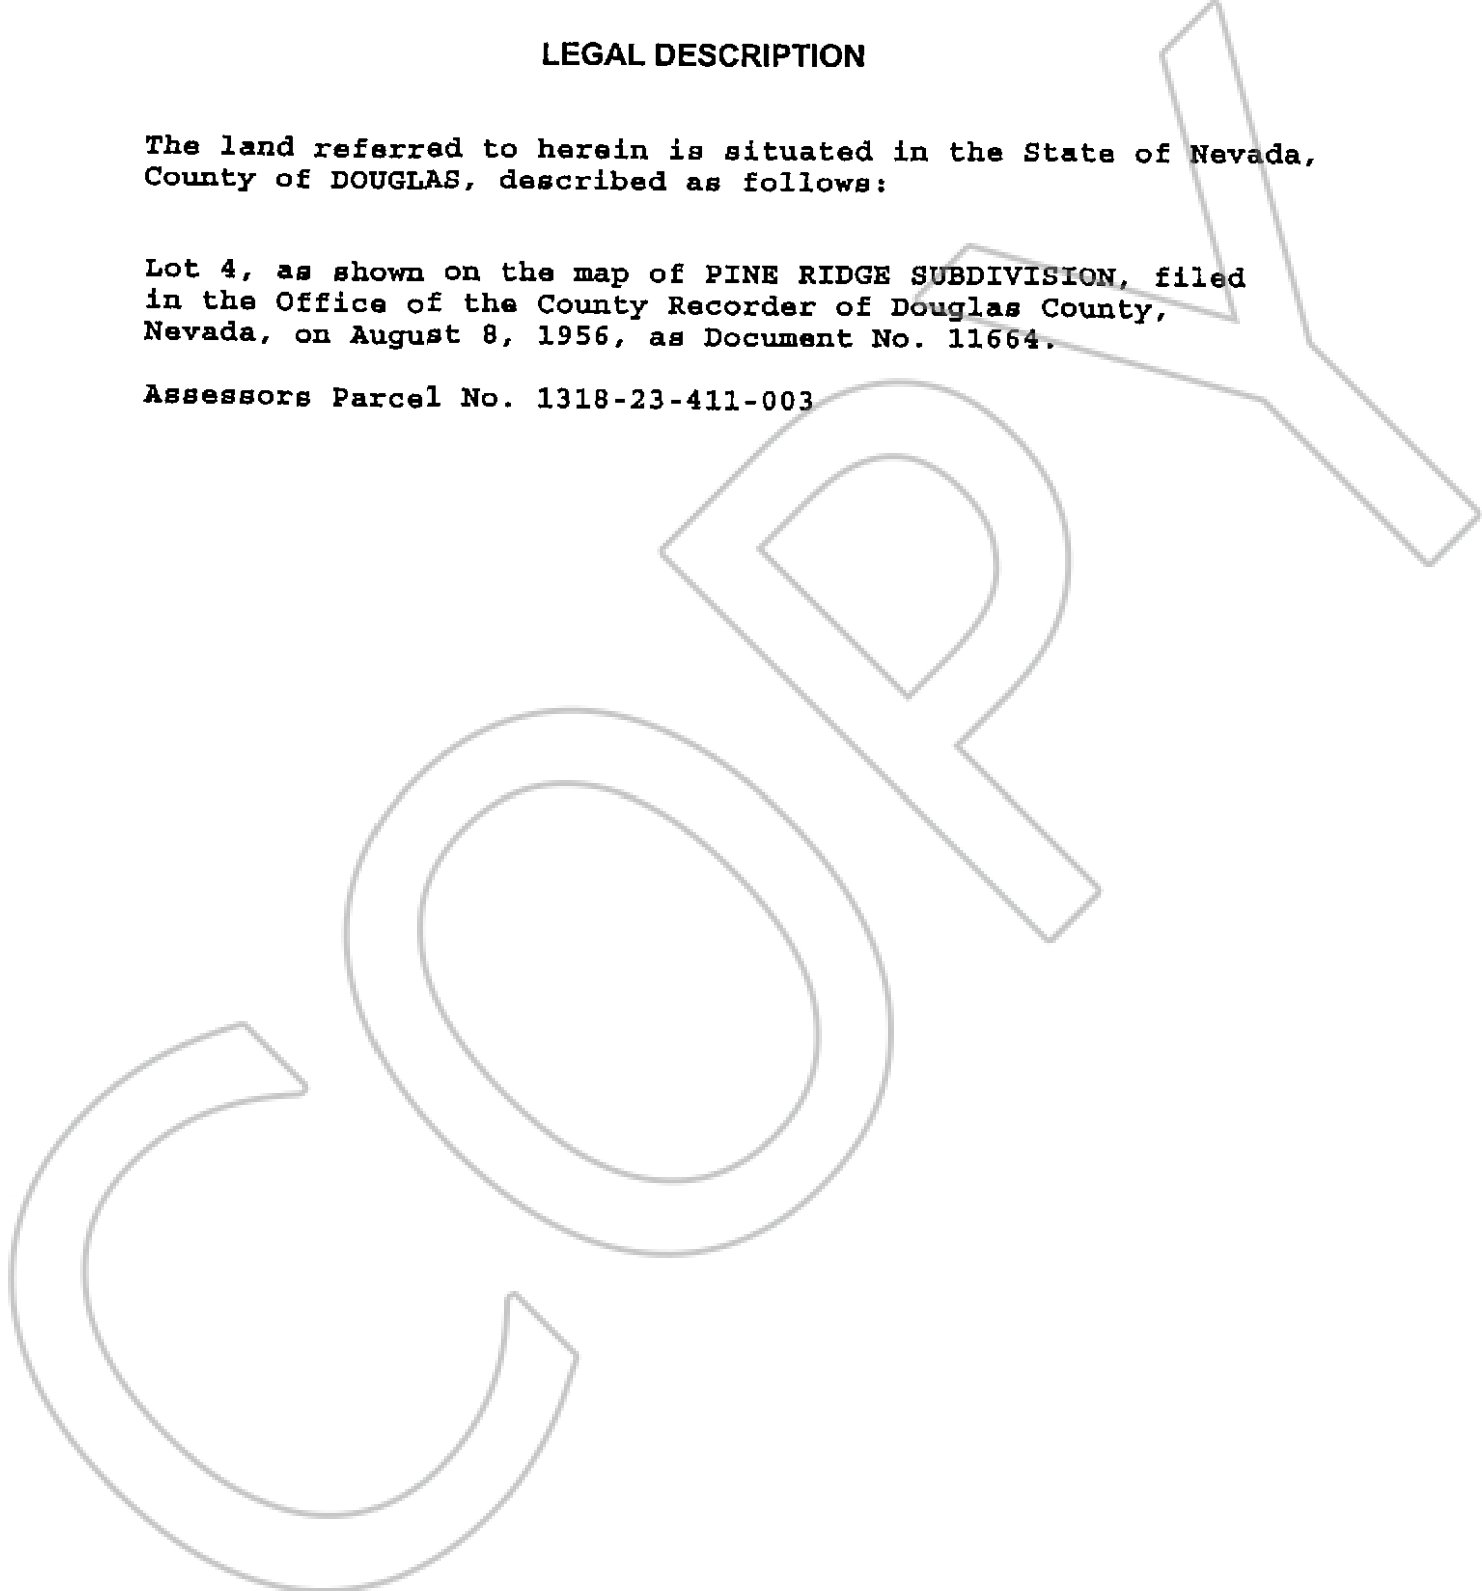 LEGAL DESCRIPTION
The land referred to herein is situated in the State of Nevada,
County of DOUGLAS, described as follows:
Lot 4, as shown on the map of PINE RIDGE SUBDIVISION, filed
in the Office of the County Recorder of Douglas County,
Nevada, on August 8, 1956, as Document No. 11664.
Assessors Parcel No. 1318-23-411-003
COPY